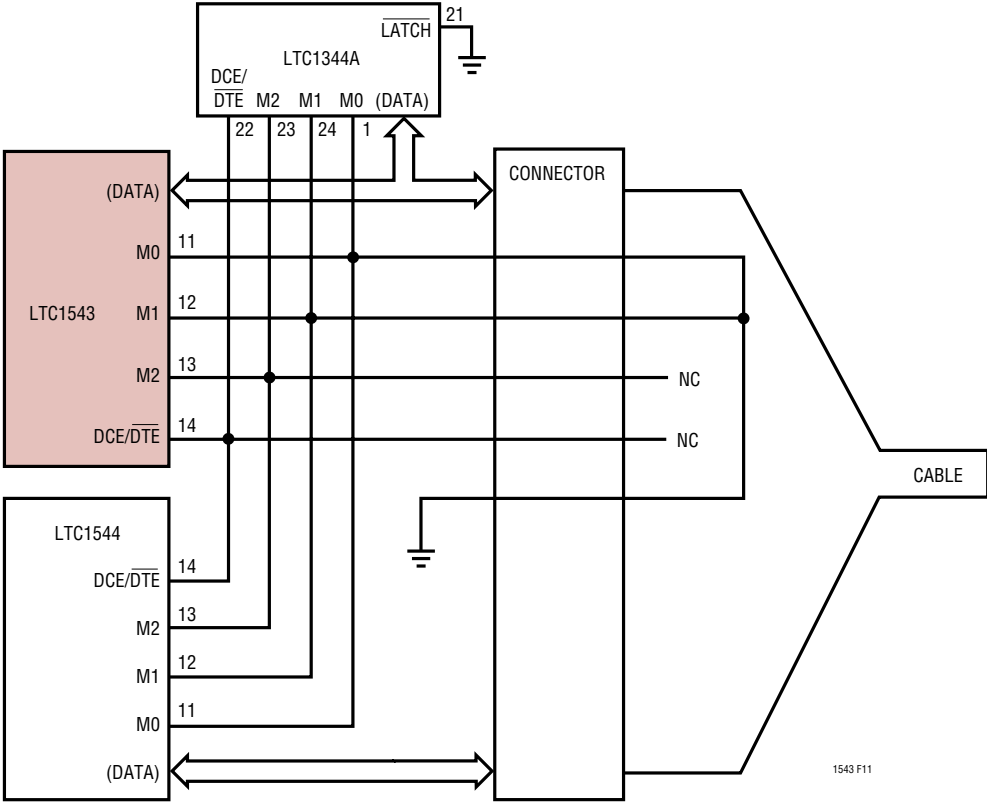 21
LATCH
LTC1344A
DCE/
DTE M2 M1 M0 (DATA)
22 23 24 1
CONNECTOR
(DATA)
11
M0
12
LTC1543 M1
13
M2
NC
14
DCE/DTE
NC
CABLE
LTC1544
14
DCE/DTE
13
M2
12
M1
11
M0
(DATA)
1543 F11